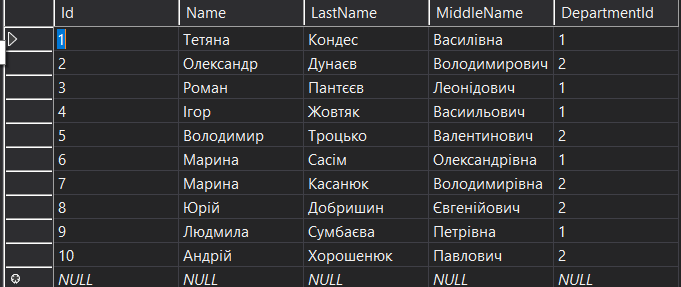 Id Name LastName MiddleName DepartmentId
1 Тетяна Кондес Василівна 1
2 Олександр Дунаєв Володимирович 2
3 Роман Пантєєв Леонідович 1
4 Ігор Жовтяк Васиильович 1
5 Володимир Троцько Валентинович 2
6 Марина Сасім Олександрівна 1
7 Марина Касанюк Володимирівна 2
8 Юрій Добришин Євгенійович 2
9 Людмила Сумбаєва Петрівна 1
10 Андрій Хорошенюк Павлович 2
NULL NULL NULL NULL NULL